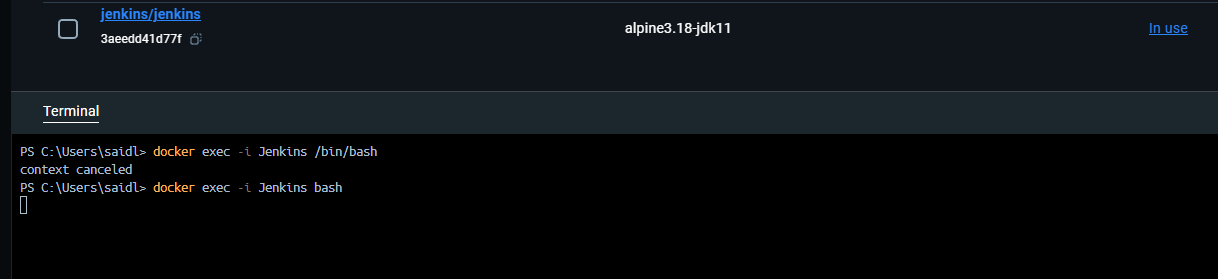 jenkins/jenkins
3aeedd41d77f
alpine3.18-jdk11
In use
Terminal
PS C:\Users\saidl> docker exec -i Jenkins /bin/bash
context canceled
PS C:\Users\saidl> docker exec -i Jenkins bash